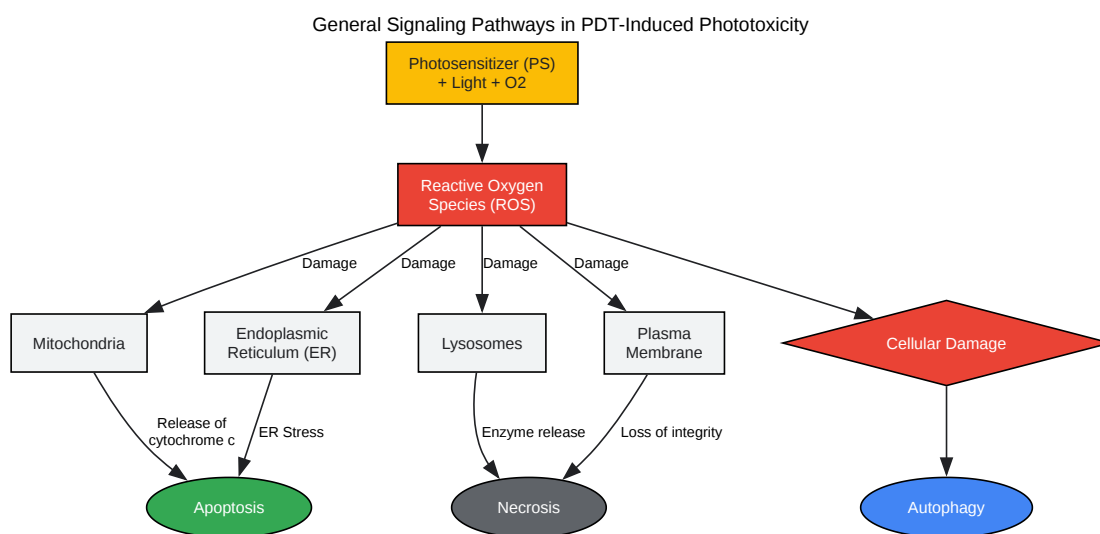 General Signaling Pathways in PDT-Induced Phototoxicity
Photosensitizer (PS)
+ Light + O2
Reactive Oxygen
Species (ROS)
Damage
Damage
Damage
Damage
Mitochondria
Endoplasmic
Reticulum (ER)
Lysosomes
Plasma
Membrane
Cellular Damage
Release of
cytochrome c
ER Stress
Enzyme release
Loss of integrity
Apoptosis
Necrosis
Autophagy